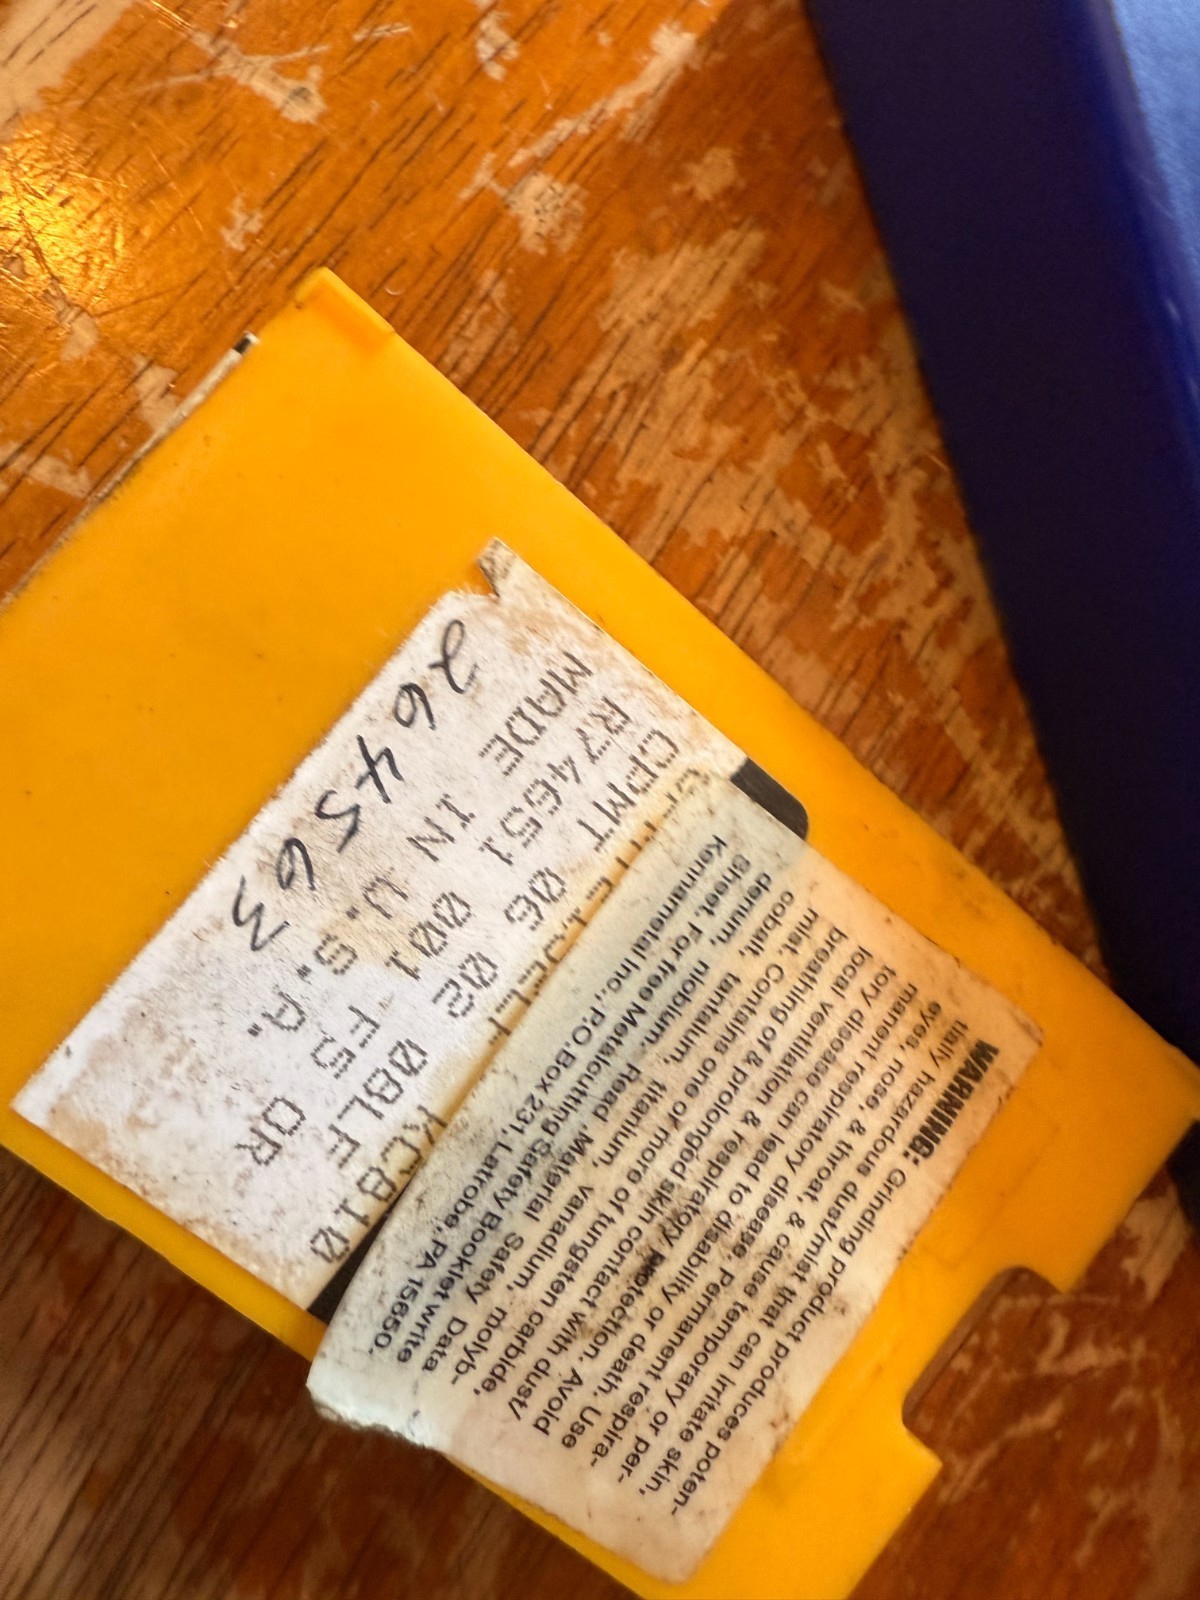 CPMT 06 02 08LF KC810
R74651 001 F5 OR
MADE IN U.S.A.
264563
WARNING: Grinding product produces poten-
tially hazardous dust/mist that can irritate skin,
eyes, nose, & throat, & cause temporary or per-
manent respiratory disease. Permanent respira-
tory disease can lead to disability or death. Use
local ventilation & respiratory protection. Avoid
breathing of & prolonged skin contact with dust/
mist. Contains one of more of tungsten carbide,
cobalt, tantalum, titanium, vanadium, molyb-
denum, niobium. Read Material Safety Data
Sheet. For free Metalcutting Safety Booklet write
Kennametal Inc., P.O.Box 231, Latrobe, PA 15650.